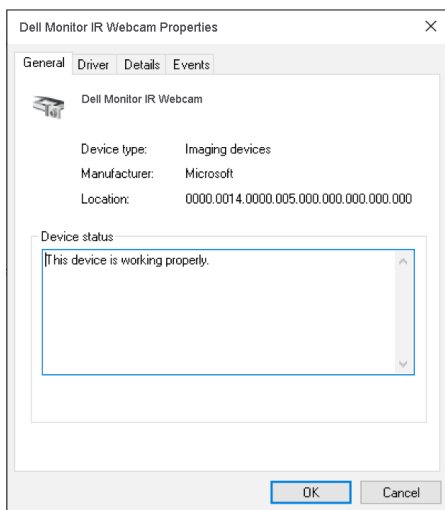 Dell Monitor IR Webcam Properties
General Driver Details Events
Dell Monitor IR Webcam
Device type: Imaging devices
Manufacturer: Microsoft
Location: 0000.0014.0000.005.000.000.000.000.000
Device status
This device is working properly.
OK Cancel